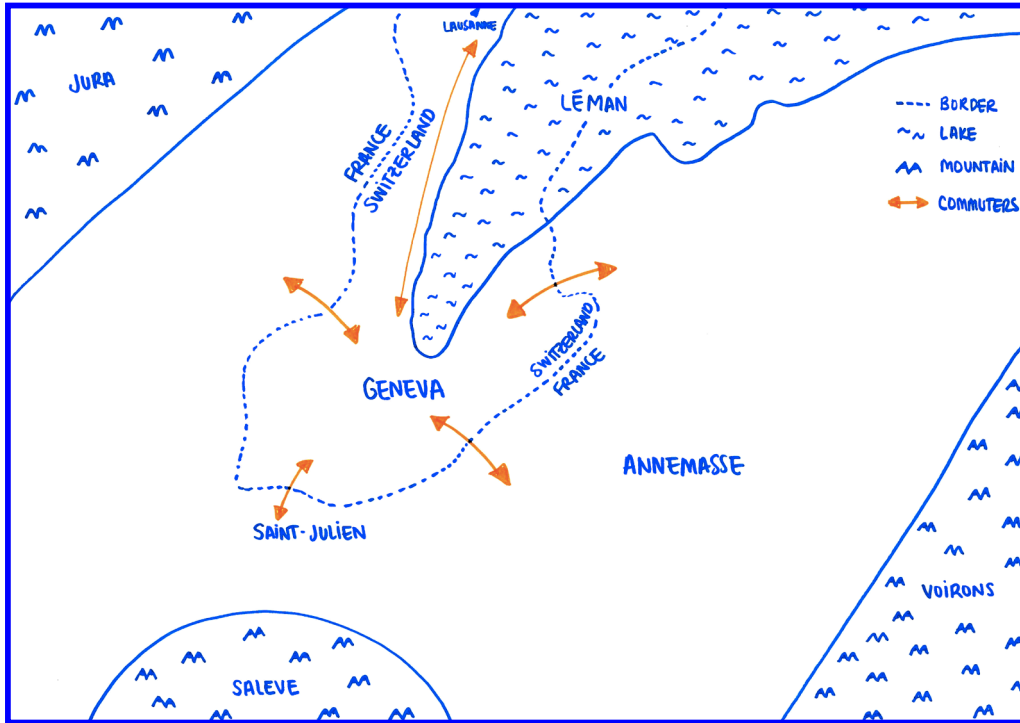 LAUSANNE
JURA
LÉMAN
BORDER
LAKE
MOUNTAIN
COMMUTERS
FRANCE
SWITZERLAND
SWITZERLAND
FRANCE
GENEVA
ANNEMASSE
SAINT-JULIEN
VOIRONS
SALEVE